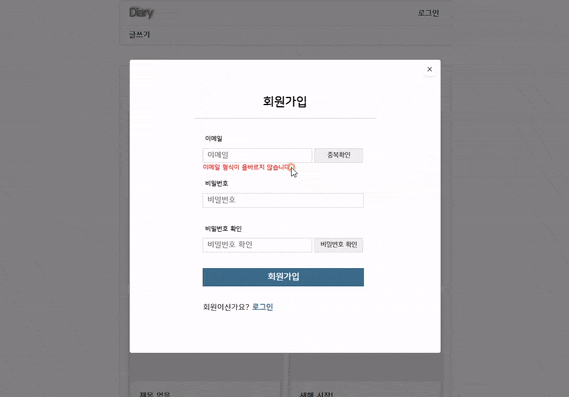 Diary
로그인
글쓰기
×
회원가입
이메일
이메일 중복확인
이메일 형식이 올바르지 않습니다.
비밀번호
비밀번호
비밀번호 확인
비밀번호 확인 비밀번호 확인
회원가입
회원이신가요? 로그인
제목 없음
새해 시작!